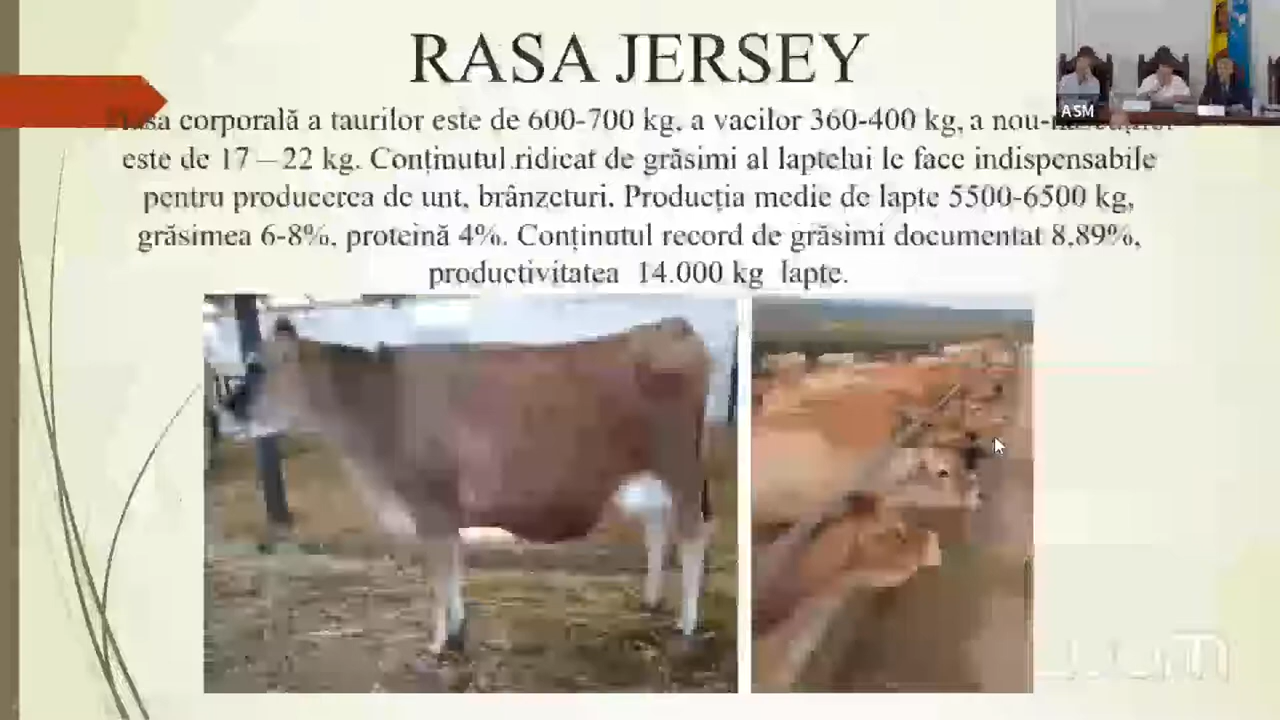 RASA JERSEY
ASM
corporală a taurilor este de 600-700 kg, a vacilor 360-400 kg, a
este de 17 – 22 kg. Conținutul ridicat de grăsimi al laptelui le face indispensabile
pentru producerea de unt, brânzeturi. Producția medie de lapte 5500-6500 kg,
grăsimea 6-8%, proteină 4%. Conținutul record de grăsimi documentat 8,89%,
productivitatea 14.000 kg lapte.